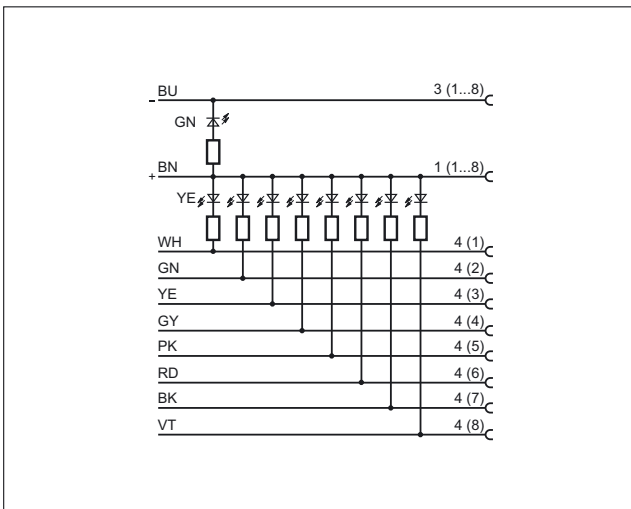 BU 3 (1...8)
-
GN
BN 1 (1...8)
+
YE
WH 4 (1)
GN 4 (2)
YE 4 (3)
GY 4 (4)
PK 4 (5)
RD 4 (6)
BK 4 (7)
VT 4 (8)